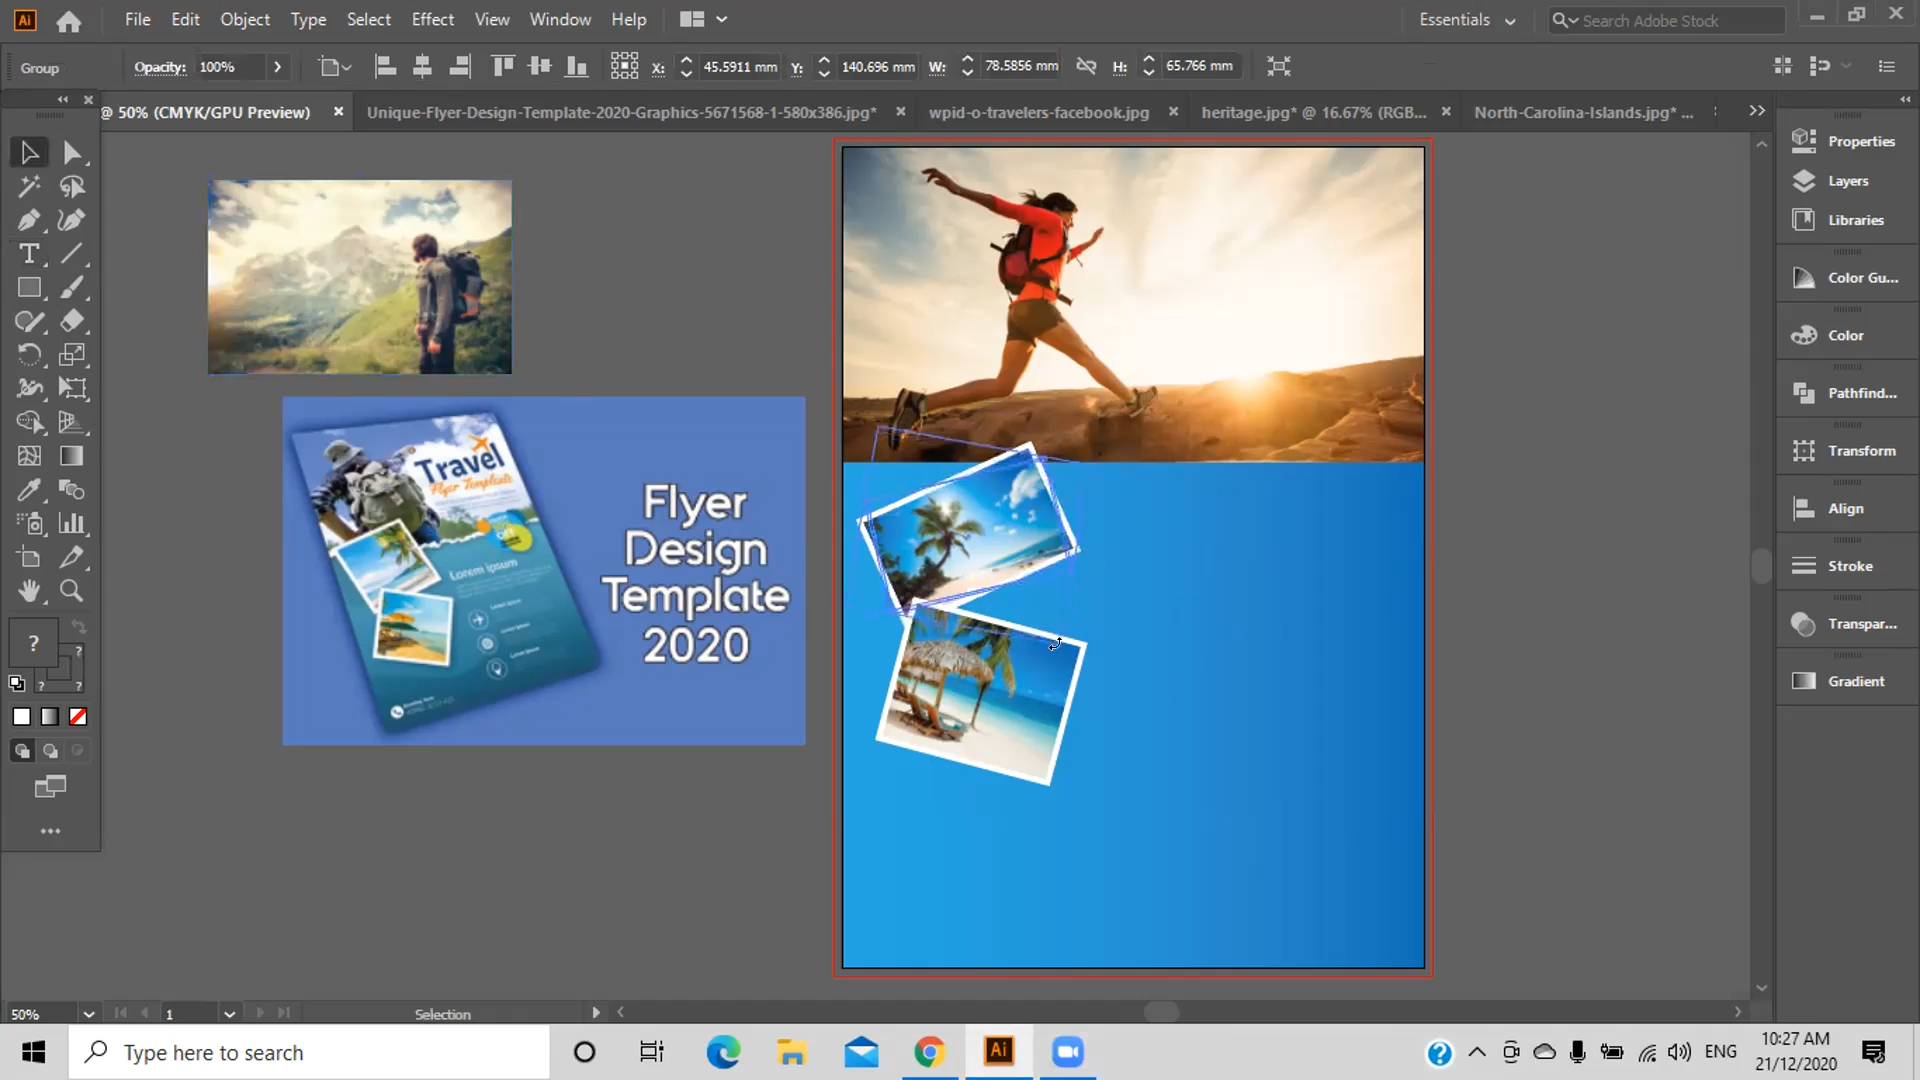 Ai File Edit Object Type Select Effect View Window Help Essentials Search Adobe Stock
Group Opacity: 100% X: 45.5911 mm Y: 140.696 mm W: 78.5856 mm H: 65.766 mm
@ 50% (CMYK/GPU Preview) Unique-Flyer-Design-Template-2020-Graphics-5671568-1-580x386.jpg* wpid-o-travelers-facebook.jpg heritage.jpg* @ 16.67% (RGB... North-Carolina-Islands.jpg* ...
Properties
Layers
Libraries
Color Gu...
Color
Pathfind...
Transform
Align
Stroke
Transpar...
Gradient
Travel
Flyer Template
Lorem ipsum
Flyer
Design
Template
2020
50% 1 Selection
Type here to search
Ai
ENG
10:27 AM
21/12/2020